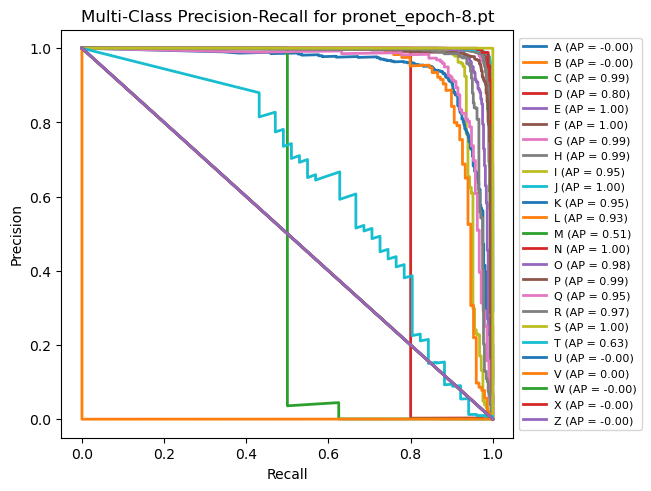 Multi-Class Precision-Recall for pronet_epoch-8.pt
Precision
1.0
0.8
0.6
0.4
0.2
0.0
0.0 0.2 0.4 0.6 0.8 1.0
Recall
A (AP = -0.00)
B (AP = -0.00)
C (AP = 0.99)
D (AP = 0.80)
E (AP = 1.00)
F (AP = 1.00)
G (AP = 0.99)
H (AP = 0.99)
I (AP = 0.95)
J (AP = 1.00)
K (AP = 0.95)
L (AP = 0.93)
M (AP = 0.51)
N (AP = 1.00)
O (AP = 0.98)
P (AP = 0.99)
Q (AP = 0.95)
R (AP = 0.97)
S (AP = 1.00)
T (AP = 0.63)
U (AP = -0.00)
V (AP = 0.00)
W (AP = -0.00)
X (AP = -0.00)
Z (AP = -0.00)